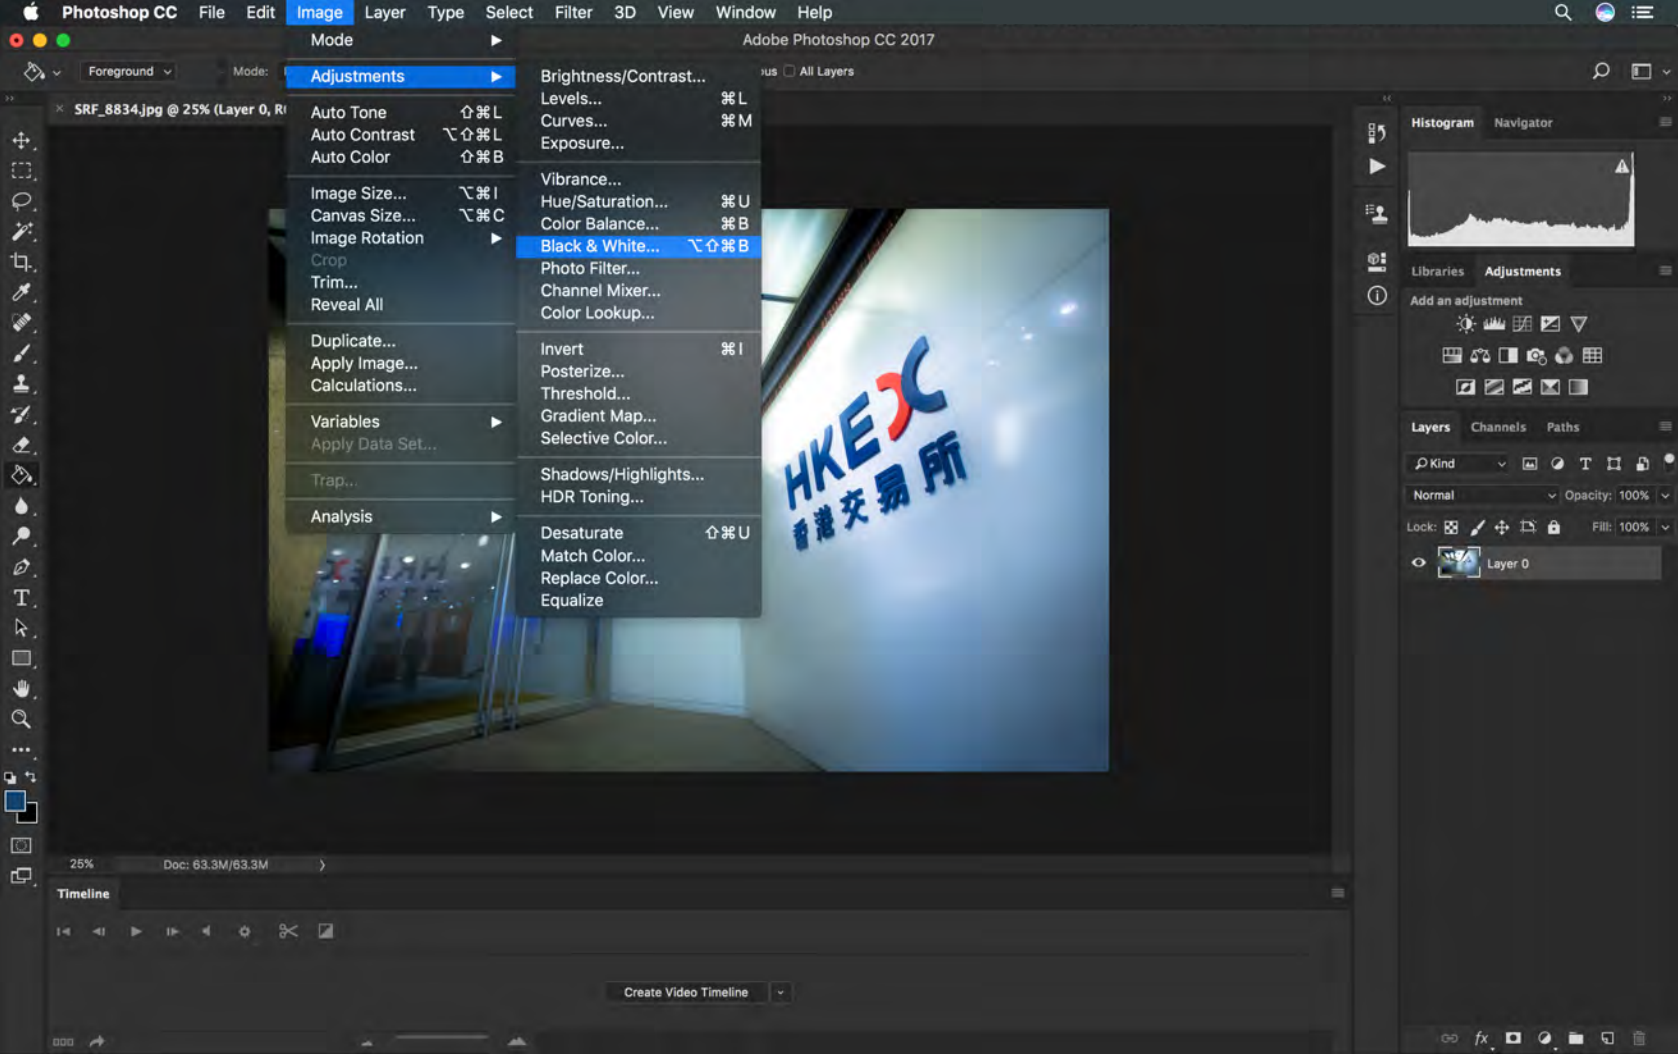 Photoshop CC File Edit Image Layer Type Select Filter 3D View Window Help
Adobe Photoshop CC 2017
Foreground
Mode:
ous
All Layers
SRF_8834.jpg @ 25% (Layer 0, R
Mode
Adjustments
Auto Tone ⇧⌘L
Auto Contrast ⌥⇧⌘L
Auto Color ⇧⌘B
Image Size... ⌥⌘I
Canvas Size... ⌥⌘C
Image Rotation
Crop
Trim...
Reveal All
Duplicate...
Apply Image...
Calculations...
Variables
Apply Data Set...
Trap...
Analysis
Brightness/Contrast...
Levels... ⌘L
Curves... ⌘M
Exposure...
Vibrance...
Hue/Saturation... ⌘U
Color Balance... ⌘B
Black & White... ⌥⇧⌘B
Photo Filter...
Channel Mixer...
Color Lookup...
Invert ⌘I
Posterize...
Threshold...
Gradient Map...
Selective Color...
Shadows/Highlights...
HDR Toning...
Desaturate ⇧⌘U
Match Color...
Replace Color...
Equalize
HKEX
香港交易所
25%
Doc: 63.3M/63.3M
Timeline
Create Video Timeline
Histogram Navigator
Libraries Adjustments
Add an adjustment
Layers Channels Paths
Kind
Normal
Opacity: 100%
Lock:
Fill: 100%
Layer 0
fx